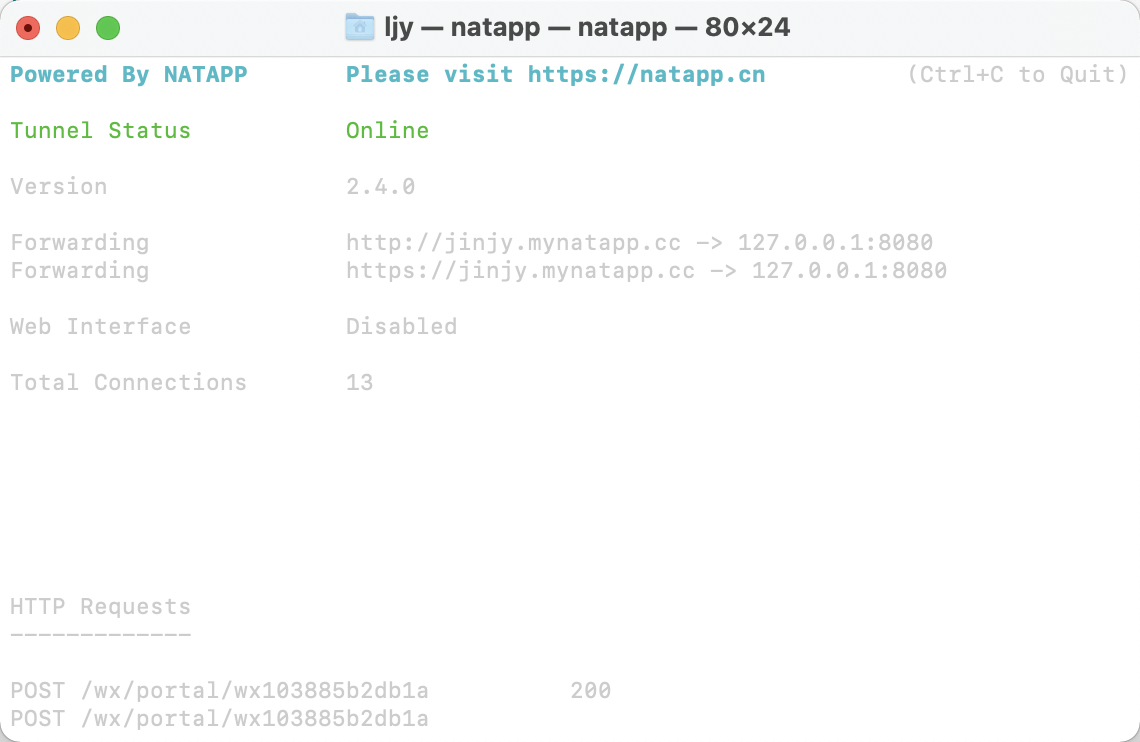 ljy — natapp — natapp — 80×24
Powered By NATAPP Please visit https://natapp.cn (Ctrl+C to Quit)
Tunnel Status Online
Version 2.4.0
Forwarding http://jinjy.mynatapp.cc -> 127.0.0.1:8080
Forwarding https://jinjy.mynatapp.cc -> 127.0.0.1:8080
Web Interface Disabled
Total Connections 13
HTTP Requests
-------------
POST /wx/portal/wx103885b2db1a 200
POST /wx/portal/wx103885b2db1a